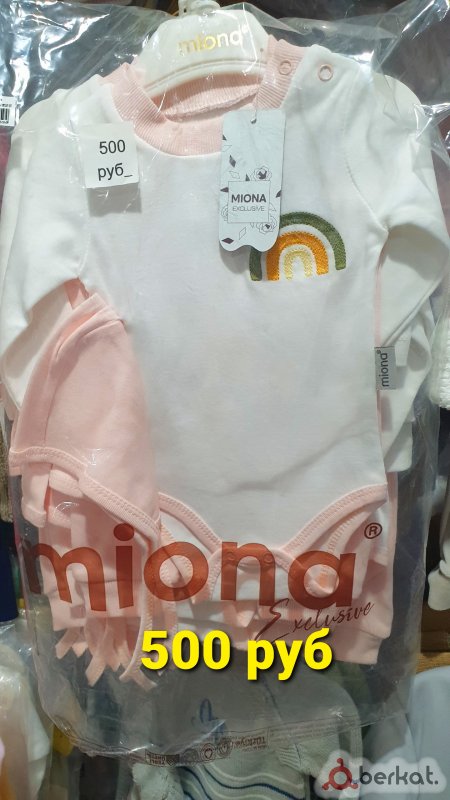 miona
500
руб_
MIONA
EXCLUSIVE
miona
miona®
Exclusive
500 руб
berkat.